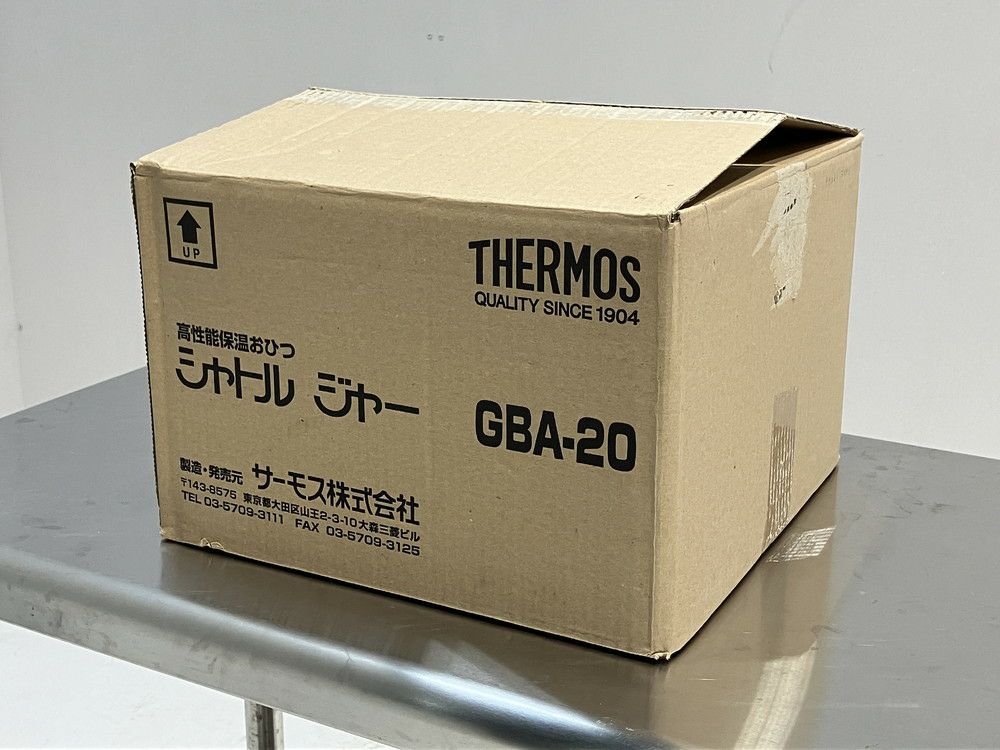 UP
THERMOS
QUALITY SINCE 1904
高性能保温おひつ
シャトル ジャー
GBA-20
製造・発売元 サーモス株式会社
〒143-8575 東京都大田区山王2-3-10大森三菱ビル
TEL 03-5709-3111 FAX 03-5709-3125